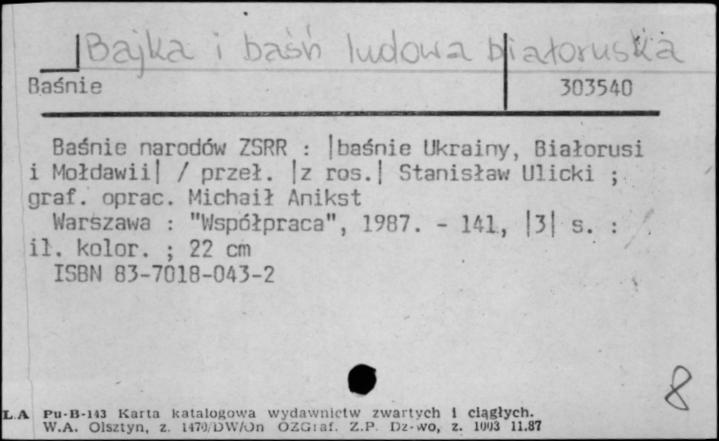 Bajka i baśń ludowa białoruska
Baśnie 303540
Baśnie narodów ZSRR : |baśnie Ukrainy, Białorusi
i Mołdawii| / przeł. |z ros.| Stanisław Ulicki ;
graf. oprac. Michaił Anikst
Warszawa : "Współpraca", 1987. - 141, |3| s. :
il. kolor. ; 22 cm
ISBN 83-7018-043-2
8
L.A Pu-B-143 Karta katalogowa wydawnictw zwartych i ciągłych.
W.A. Olsztyn, z. 1470/DW/Dn OZGraf. Z.P. Dz-wo, z. 1003 11.87